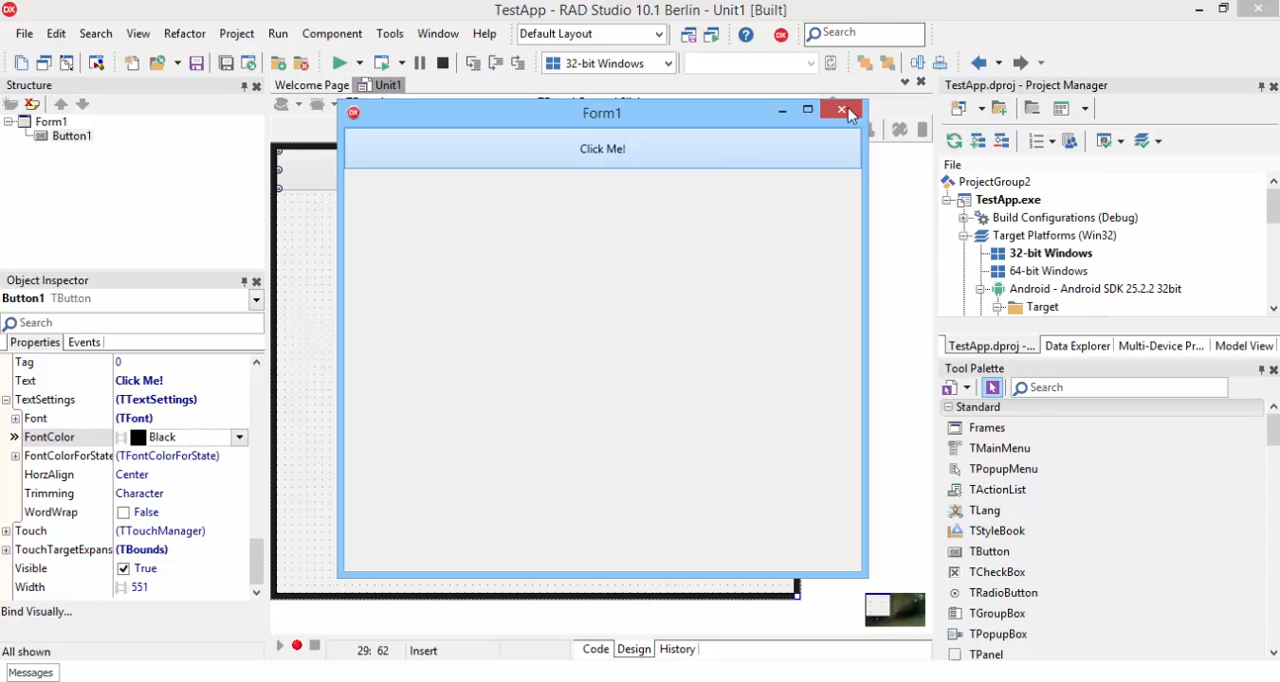 TestApp - RAD Studio 10.1 Berlin - Unit1 [Built]
File Edit Search View Refactor Project Run Component Tools Window Help Default Layout Search
32-bit Windows
Structure
Form1
Button1
Welcome Page Unit1
Form1
Click Me!
Object Inspector
Button1 TButton
Search
Properties Events
Tag 0
Text Click Me!
TextSettings (TTextSettings)
Font (TFont)
FontColor Black
FontColorForState (TFontColorForState)
HorzAlign Center
Trimming Character
WordWrap False
Touch (TTouchManager)
TouchTargetExpans (TBounds)
Visible True
Width 551
Bind Visually...
All shown
Messages
29: 62 Insert Code Design History
TestApp.dproj - Project Manager
File
ProjectGroup2
TestApp.exe
Build Configurations (Debug)
Target Platforms (Win32)
32-bit Windows
64-bit Windows
Android - Android SDK 25.2.2 32bit
Target
TestApp.dproj -... Data Explorer Multi-Device Pr... Model View
Tool Palette
Search
Standard
Frames
TMainMenu
TPopupMenu
TActionList
TLang
TStyleBook
TButton
TCheckBox
TRadioButton
TGroupBox
TPopupBox
TPanel